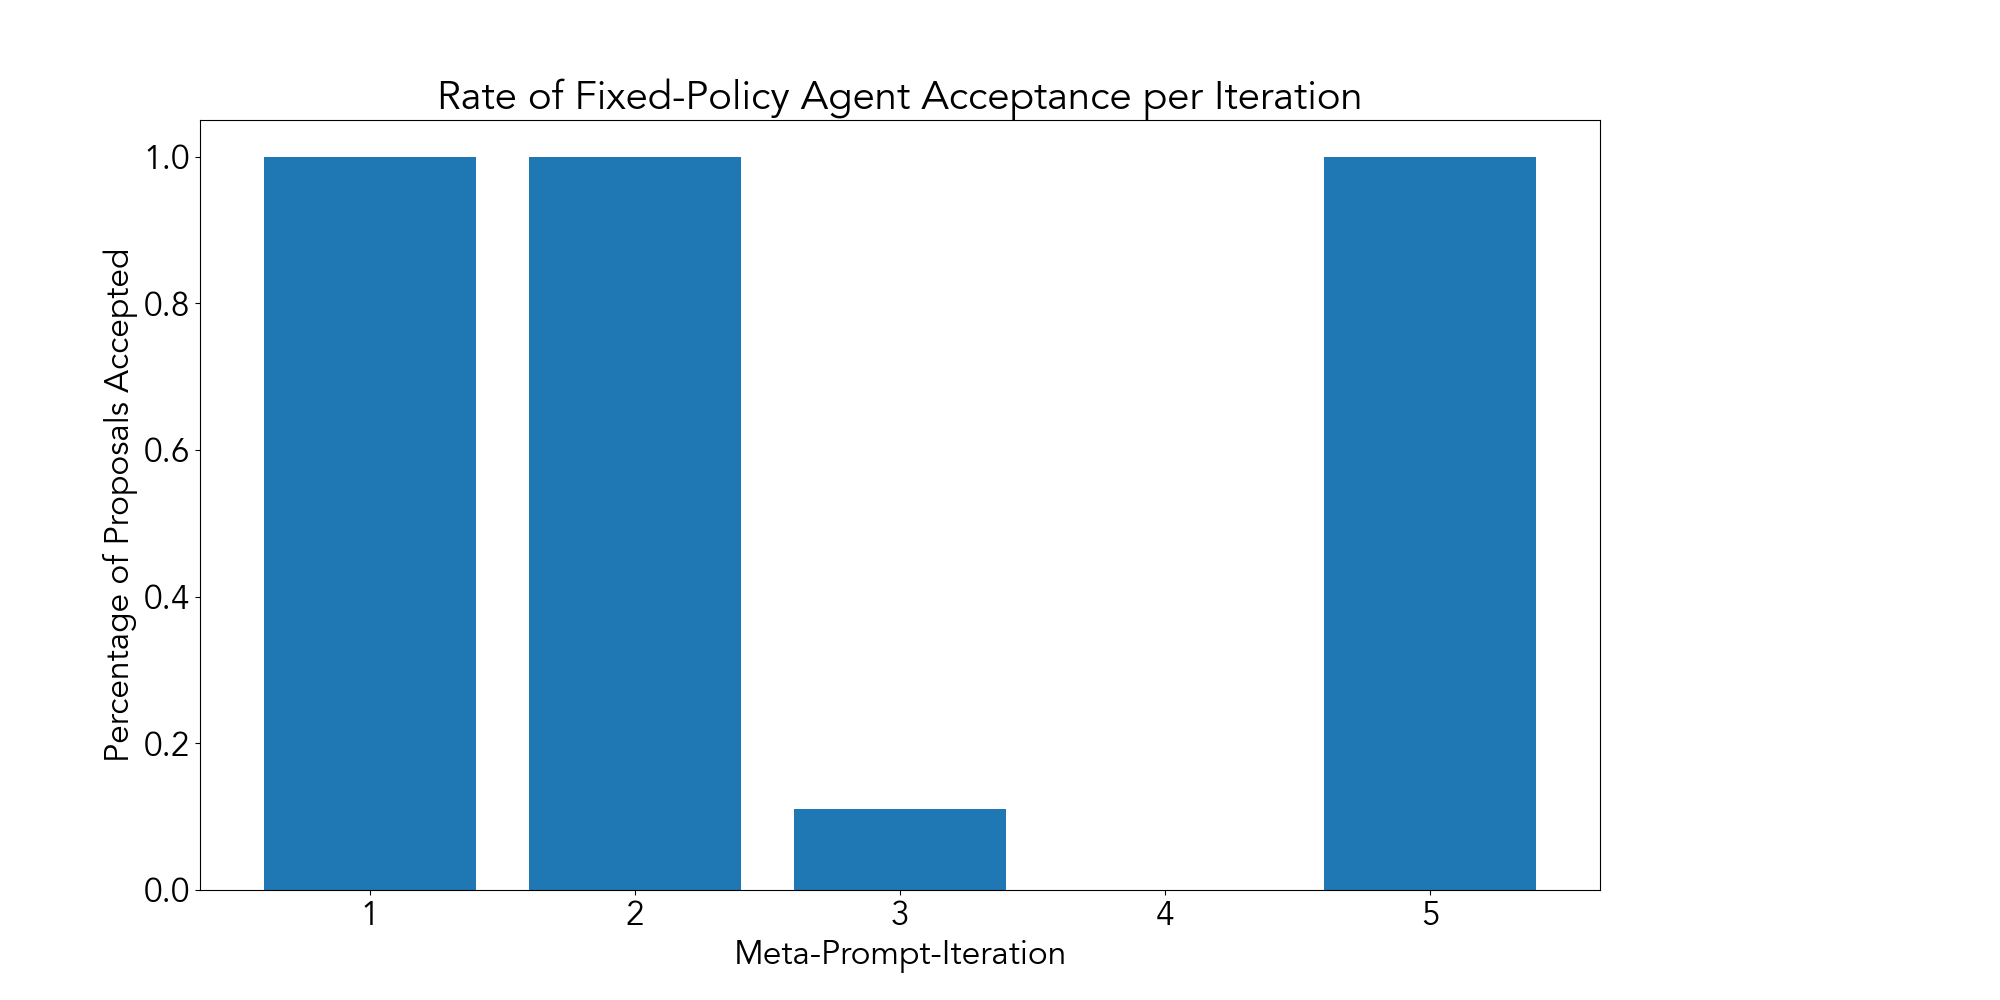 Rate of Fixed-Policy Agent Acceptance per Iteration
Percentage of Proposals Accepted
1.0
0.8
0.6
0.4
0.2
0.0
1 2 3 4 5
Meta-Prompt-Iteration